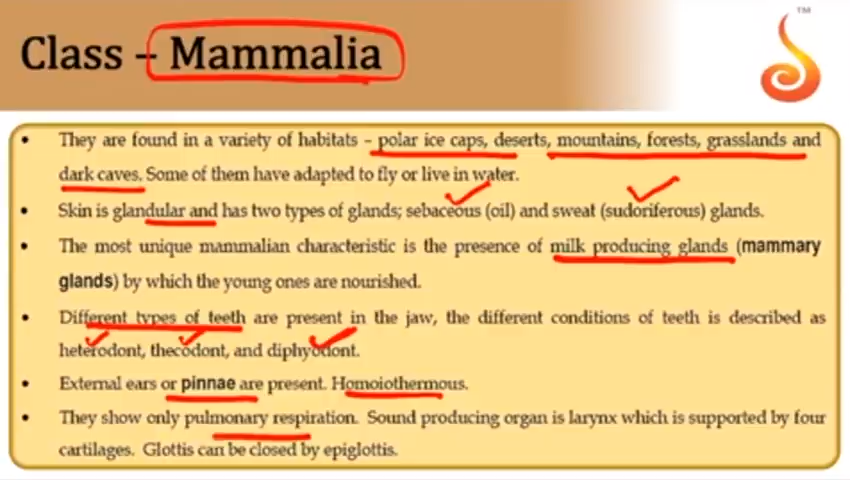 Class – Mammalia
TM
• They are found in a variety of habitats – polar ice caps, deserts, mountains, forests, grasslands and
dark caves. Some of them have adapted to fly or live in water.
• Skin is glandular and has two types of glands; sebaceous (oil) and sweat (sudoriferous) glands.
• The most unique mammalian characteristic is the presence of milk producing glands (mammary
glands) by which the young ones are nourished.
• Different types of teeth are present in the jaw, the different conditions of teeth is described as
heterodont, thecodont, and diphyodont.
• External ears or pinnae are present. Homoiothermous.
• They show only pulmonary respiration. Sound producing organ is larynx which is supported by four
cartilages. Glottis can be closed by epiglottis.